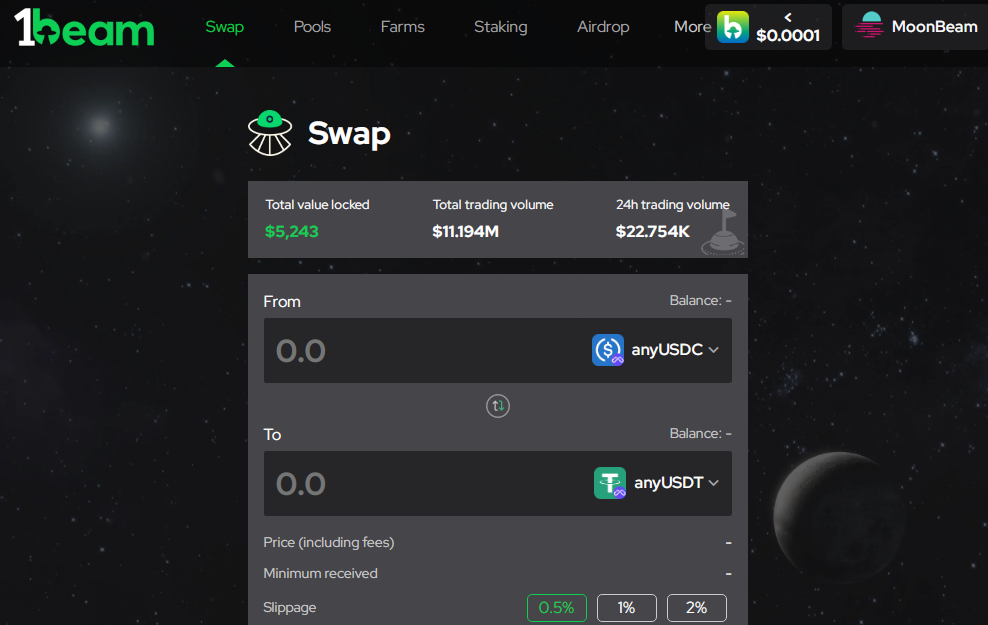 1beam
Swap
Pools
Farms
Staking
Airdrop
More
<
$0.0001
MoonBeam
Swap
Total value locked
Total trading volume
24h trading volume
$5,243
$11.194M
$22.754K
From
Balance: -
0.0
anyUSDC
To
Balance: -
0.0
anyUSDT
Price (including fees)
-
Minimum received
-
Slippage
0.5%
1%
2%